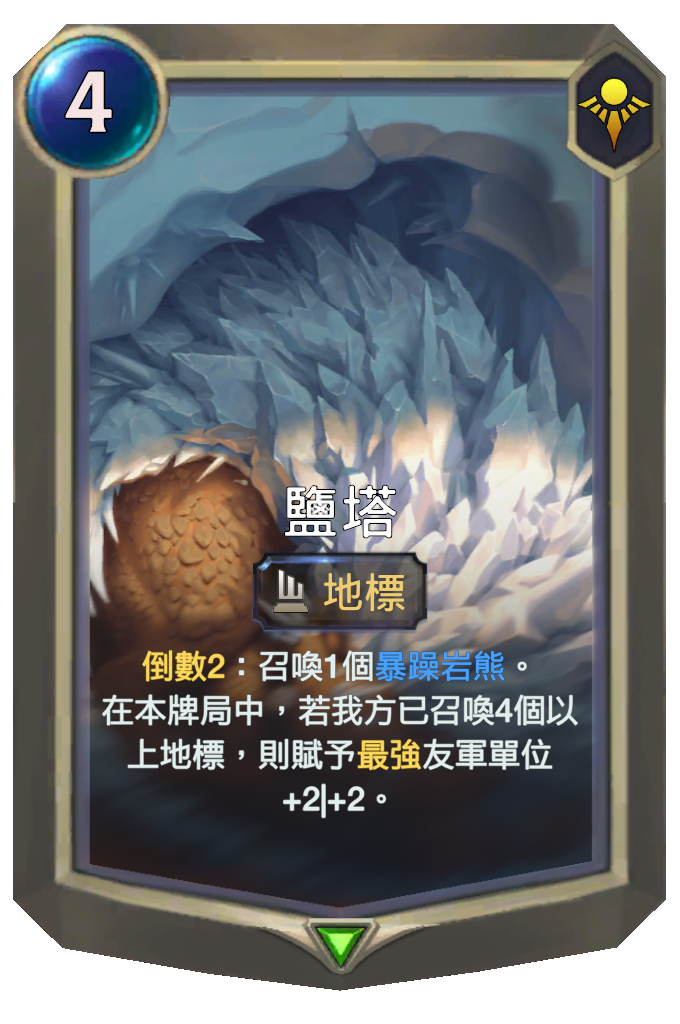 4
鹽塔
地標
倒數2：召喚1個暴躁岩熊。
在本牌局中，若我方已召喚4個以
上地標，則賦予最強友軍單位
+2|+2。